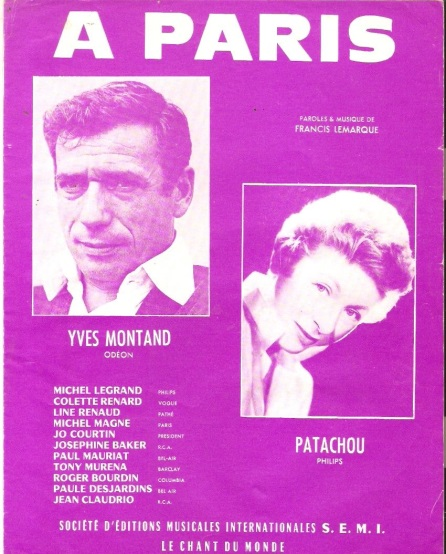 A PARIS
PAROLES & MUSIQUE DE
FRANCIS LEMARQUE
YVES MONTAND
ODÉON
PATACHOU
PHILIPS
MICHEL LEGRAND PHILIPS
COLETTE RENARD VOGUE
LINE RENAUD PATHÉ
MICHEL MAGNE PARIS
JO COURTIN PRESIDENT
JOSEPHINE BAKER R.C.A.
PAUL MAURIAT BEL-AIR
TONY MURENA BARCLAY
ROGER BOURDIN COLUMBIA
PAULE DESJARDINS BEL AIR
JEAN CLAUDRIO R.C.A.
SOCIÉTÉ D'ÉDITIONS MUSICALES INTERNATIONALES S. E. M. I.
LE CHANT DU MONDE